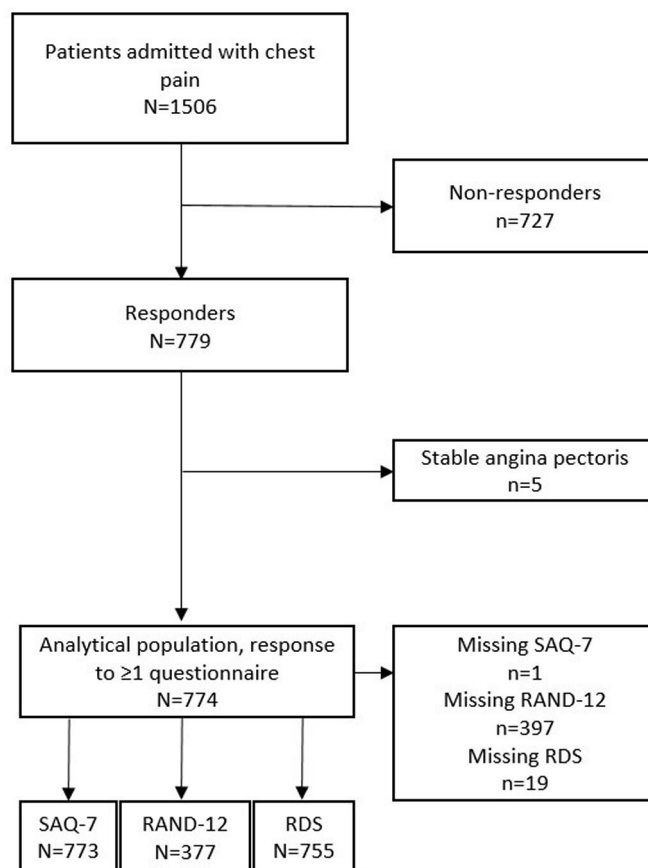 Patients admitted with chest
pain
N=1506
Non-responders
n=727
Responders
N=779
Stable angina pectoris
n=5
Analytical population, response
to ≥1 questionnaire
N=774
Missing SAQ-7
n=1
Missing RAND-12
n=397
Missing RDS
n=19
SAQ-7
N=773
RAND-12
N=377
RDS
N=755